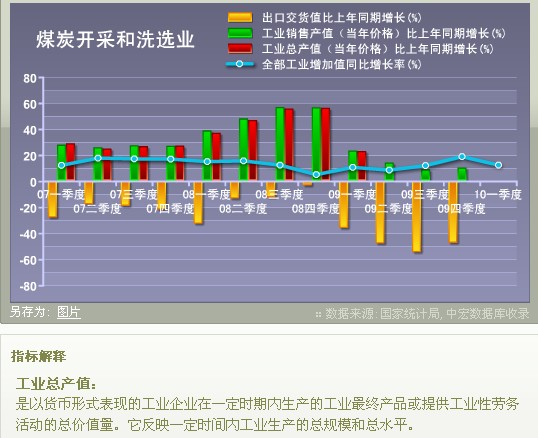 煤炭开采和洗选业
出口交货值比上年同期增长(%)
工业销售产值（当年价格）比上年同期增长(%)
工业总产值（当年价格）比上年同期增长(%)
全部工业增加值同比增长率(%)
80
60
40
20
0
-20
-40
-60
-80
07一季度
07二季度
07三季度
07四季度
08一季度
08二季度
08三季度
08四季度
09一季度
09二季度
09三季度
09四季度
10一季度
另存为: 图片
¤ 数据来源:国家统计局,中宏数据库收录
指标解释
工业总产值:
是以货币形式表现的工业企业在一定时期内生产的工业最终产品或提供工业性劳务
活动的总价值量。它反映一定时间内工业生产的总规模和总水平。